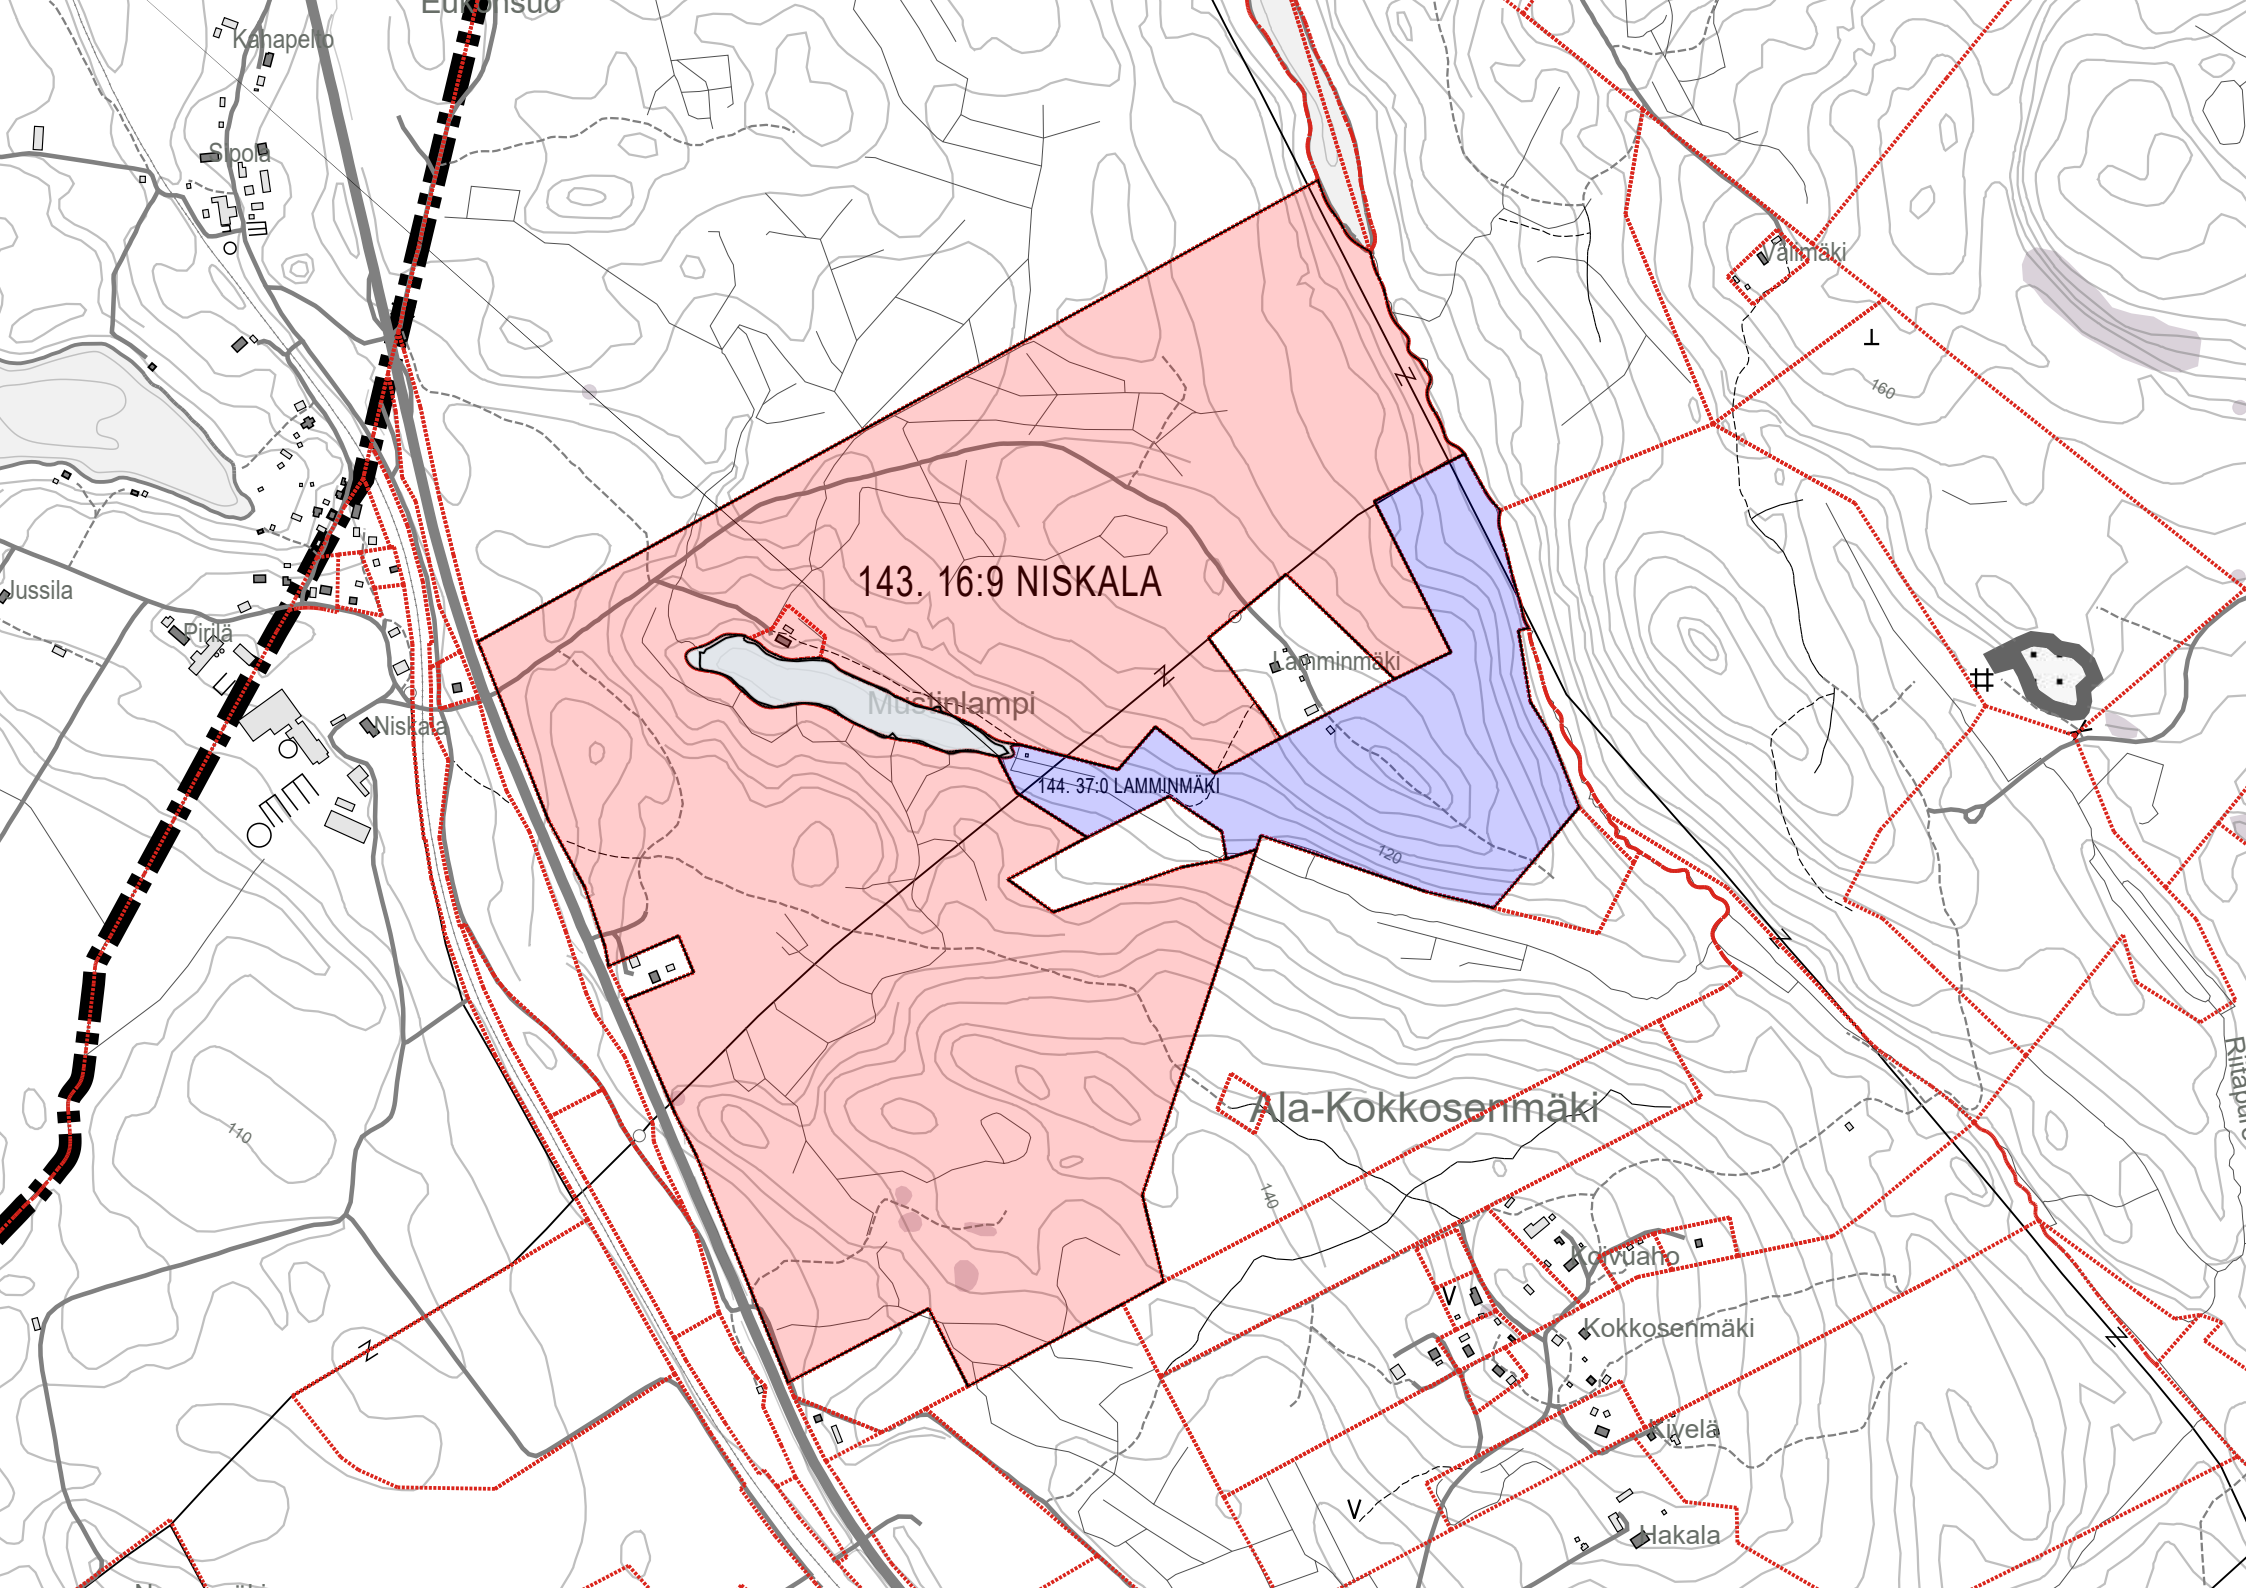 Eukonsuo
Kahapelto
Sipola
Välimäki
160
Jussila
143. 16:9 NISKALA
Pirilä
Lamminmäki
Mustinlampi
Niskala
144. 37:0 LAMMINMÄKI
120
110
Ala-Kokkosenmäki
140
Koivuaho
V
Kokkosenmäki
Kivelä
V
Hakala